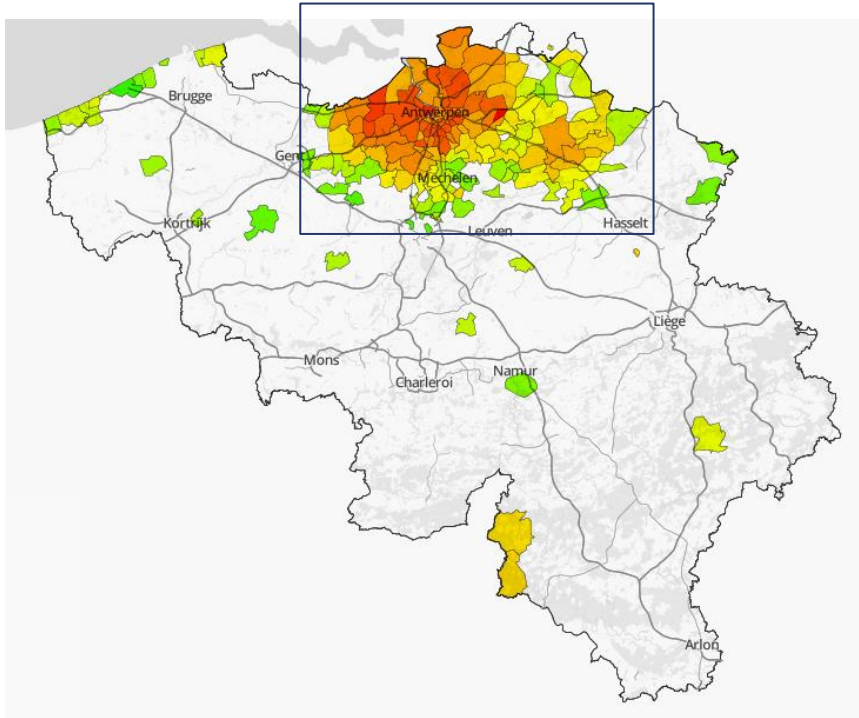 Brugge
Antwerpen
Gent
Mechelen
Kortrijk
Leuven
Hasselt
Liège
Mons
Namur
Charleroi
Arlon